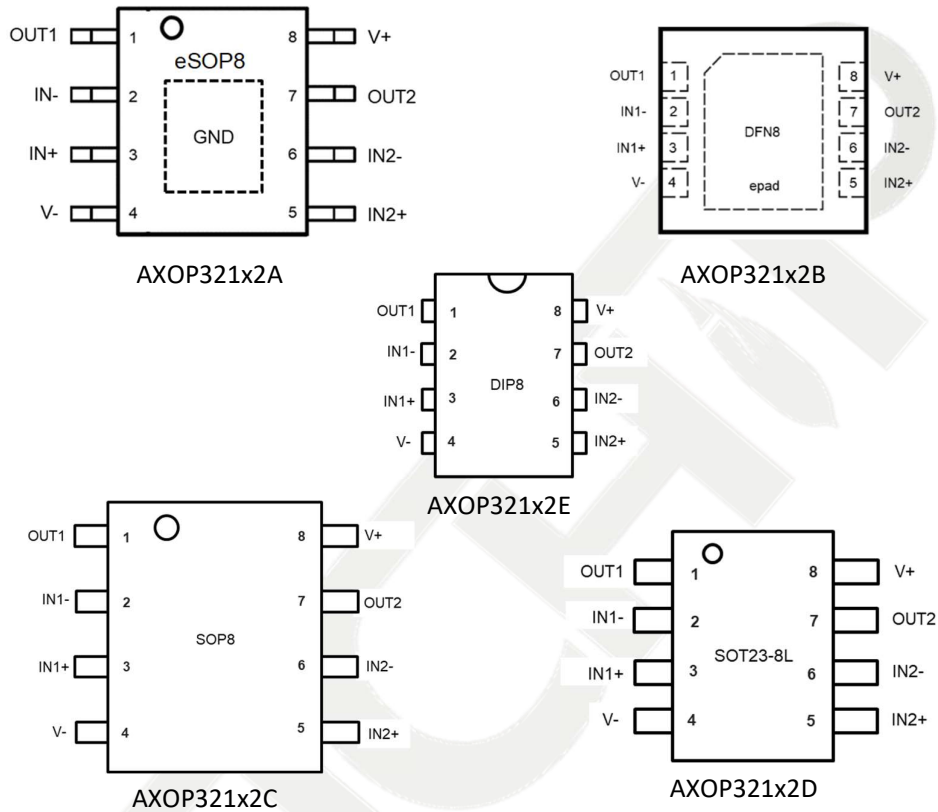 OUT1 1 8 V+
eSOP8
IN- 2 7 OUT2
GND
IN+ 3 6 IN2-
V- 4 5 IN2+
AXOP321x2A
OUT1 1 8 V+
IN1- 2 7 OUT2
DFN8
IN1+ 3 6 IN2-
V- 4 epad 5 IN2+
AXOP321x2B
OUT1 1 8 V+
IN1- 2 7 OUT2
DIP8
IN1+ 3 6 IN2-
V- 4 5 IN2+
AXOP321x2E
OUT1 1 8 V+
IN1- 2 7 OUT2
SOP8
IN1+ 3 6 IN2-
V- 4 5 IN2+
AXOP321x2C
OUT1 1 8 V+
IN1- 2 7 OUT2
SOT23-8L
IN1+ 3 6 IN2-
V- 4 5 IN2+
AXOP321x2D